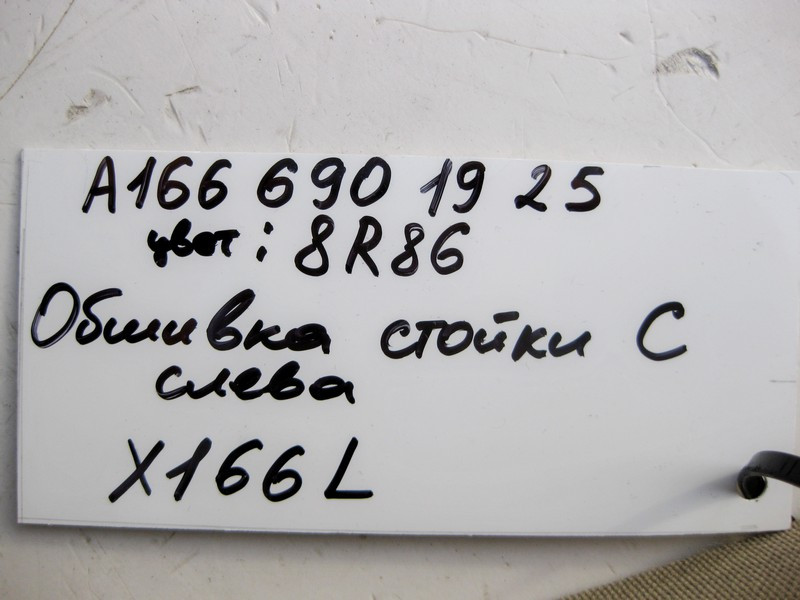 A166 690 19 25
цвет: 8R86
Обшивка стойки С
слева
X166L